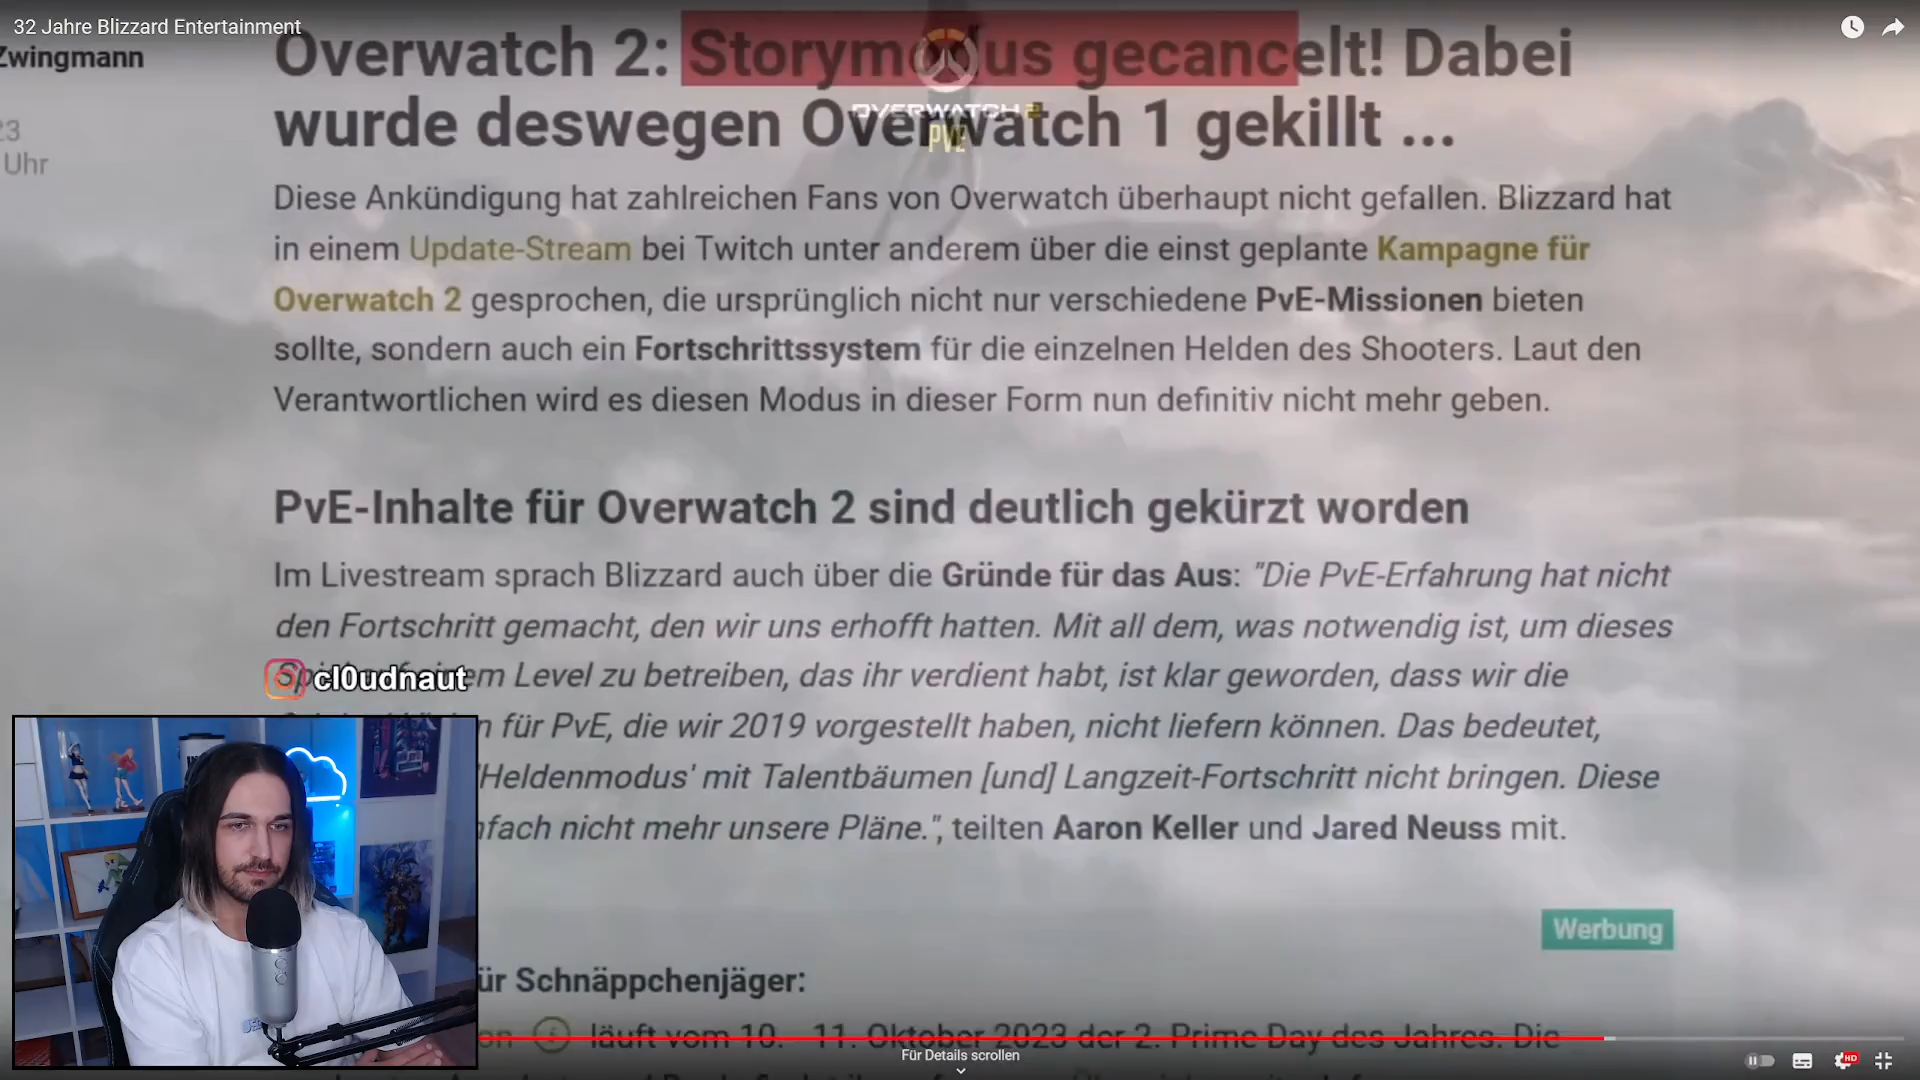 32 Jahre Blizzard Entertainment
Zwingmann
23
Uhr
Overwatch 2: Storymodus gecancelt! Dabei
wurde deswegen Overwatch 1 gekillt ...
OVERWATCH 2
PVE
Diese Ankündigung hat zahlreichen Fans von Overwatch überhaupt nicht gefallen. Blizzard hat
in einem Update-Stream bei Twitch unter anderem über die einst geplante Kampagne für
Overwatch 2 gesprochen, die ursprünglich nicht nur verschiedene PvE-Missionen bieten
sollte, sondern auch ein Fortschrittssystem für die einzelnen Helden des Shooters. Laut den
Verantwortlichen wird es diesen Modus in dieser Form nun definitiv nicht mehr geben.
PvE-Inhalte für Overwatch 2 sind deutlich gekürzt worden
Im Livestream sprach Blizzard auch über die Gründe für das Aus: "Die PvE-Erfahrung hat nicht
den Fortschritt gemacht, den wir uns erhofft hatten. Mit all dem, was notwendig ist, um dieses
em Level zu betreiben, das ihr verdient habt, ist klar geworden, dass wir die
cl0udnaut
n für PvE, die wir 2019 vorgestellt haben, nicht liefern können. Das bedeutet,
'Heldenmodus' mit Talentbäumen [und] Langzeit-Fortschritt nicht bringen. Diese
nfach nicht mehr unsere Pläne.", teilten Aaron Keller und Jared Neuss mit.
Werbung
ür Schnäppchenjäger:
läuft vom 10. - 11. Oktober 2023 der 2. Prime Day des Jahres. Die
Für Details scrollen
HD